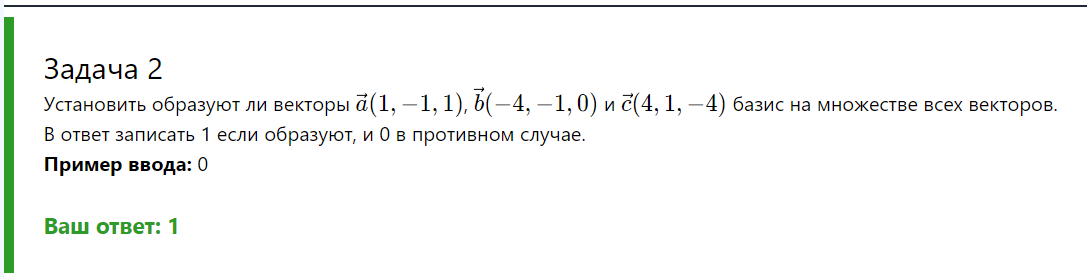 Задача 2
Установить образуют ли векторы $\vec{a}(1,-1,1)$, $\vec{b}(-4,-1,0)$ и $\vec{c}(4,1,-4)$ базис на множестве всех векторов.
В ответ записать 1 если образуют, и 0 в противном случае.
Пример ввода: 0
Ваш ответ: 1